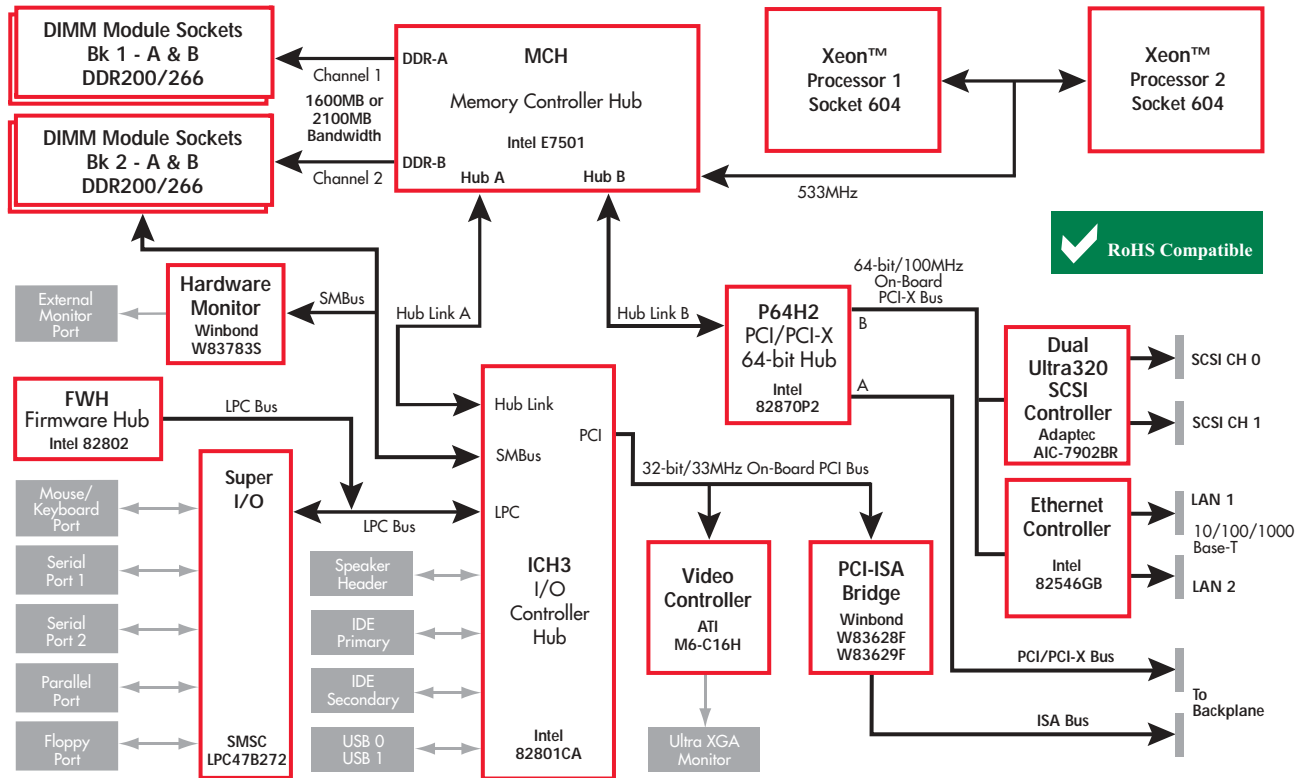 DIMM Module Sockets
Bk 1 - A & B
DDR200/266
DIMM Module Sockets
Bk 2 - A & B
DDR200/266
Channel 1
1600MB or
2100MB
Bandwidth
Channel 2
DDR-A
MCH
Memory Controller Hub
Intel E7501
DDR-B
Hub A
Hub B
Xeon™
Processor 1
Socket 604
Xeon™
Processor 2
Socket 604
533MHz
RoHS Compatible
External
Monitor
Port
Hardware
Monitor
Winbond
W83783S
SMBus
Hub Link A
Hub Link B
P64H2
PCI/PCI-X
64-bit Hub
Intel
82870P2
B
A
64-bit/100MHz
On-Board
PCI-X Bus
Dual
Ultra320
SCSI
Controller
Adaptec
AIC-7902BR
SCSI CH 0
SCSI CH 1
FWH
Firmware Hub
Intel 82802
LPC Bus
Hub Link
PCI
SMBus
LPC
ICH3
I/O
Controller
Hub
Intel
82801CA
32-bit/33MHz On-Board PCI Bus
Super
I/O
SMSC
LPC47B272
LPC Bus
Mouse/
Keyboard
Port
Serial
Port 1
Serial
Port 2
Parallel
Port
Floppy
Port
Speaker
Header
IDE
Primary
IDE
Secondary
USB 0
USB 1
Video
Controller
ATI
M6-C16H
Ultra XGA
Monitor
PCI-ISA
Bridge
Winbond
W83628F
W83629F
Ethernet
Controller
Intel
82546GB
LAN 1
10/100/1000
Base-T
LAN 2
PCI/PCI-X Bus
To
Backplane
ISA Bus